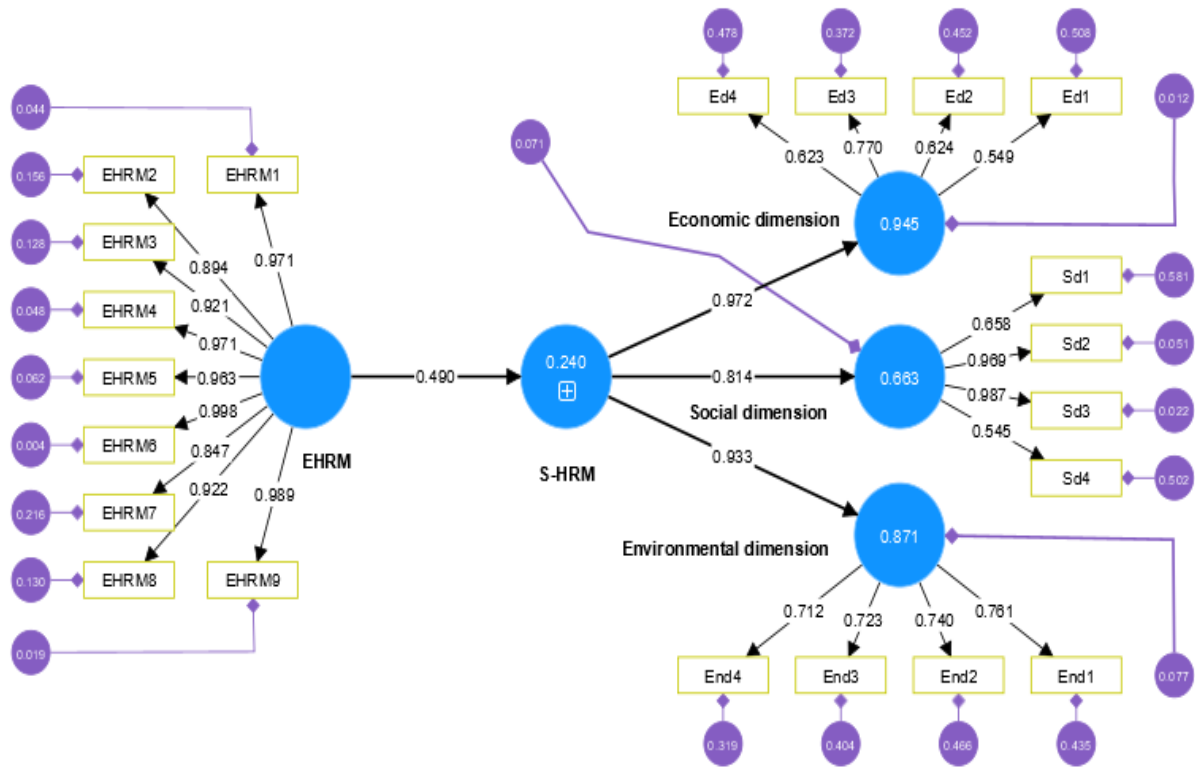 0.478 0.372 0.452 0.508
Ed4 Ed3 Ed2 Ed1
0.012
0.044
0.071
0.623 0.770 0.624 0.549
0.156 EHRM2 EHRM1
Economic dimension 0.945
0.128 EHRM3
0.894 0.971
0.921
Sd1 0.581
0.972
0.048 EHRM4
0.971
0.658
Sd2 0.051
0.969
0.240
0.062 EHRM5 0.963
0.490
0.814
0.663
0.987
0.998
Sd3 0.022
Social dimension
0.545
0.004 EHRM6
0.847
EHRM
S-HRM
0.933
0.922 0.989
Sd4 0.502
0.216 EHRM7
Environmental dimension 0.871
0.130 EHRM8 EHRM9
0.712 0.723 0.740 0.761
0.019
End4 End3 End2 End1
0.077
0.319 0.404 0.466 0.435